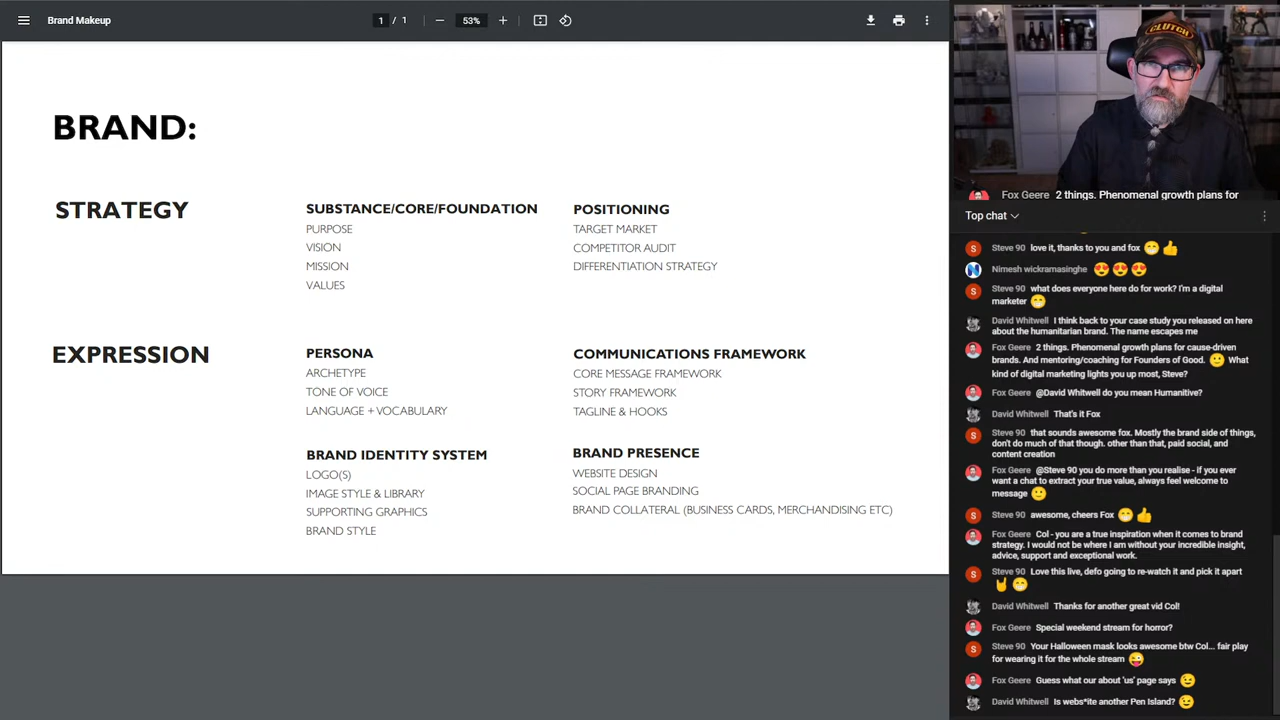 Brand Makeup
1 / 1
53%
BRAND:
STRATEGY
SUBSTANCE/CORE/FOUNDATION
PURPOSE
VISION
MISSION
VALUES
POSITIONING
TARGET MARKET
COMPETITOR AUDIT
DIFFERENTIATION STRATEGY
EXPRESSION
PERSONA
ARCHETYPE
TONE OF VOICE
LANGUAGE + VOCABULARY
COMMUNICATIONS FRAMEWORK
CORE MESSAGE FRAMEWORK
STORY FRAMEWORK
TAGLINE & HOOKS
BRAND IDENTITY SYSTEM
LOGO(S)
IMAGE STYLE & LIBRARY
SUPPORTING GRAPHICS
BRAND STYLE
BRAND PRESENCE
WEBSITE DESIGN
SOCIAL PAGE BRANDING
BRAND COLLATERAL (BUSINESS CARDS, MERCHANDISING ETC)
CLUTCH
Fox Geere 2 things. Phenomenal growth plans for
Top chat
S Steve 90 love it, thanks to you and fox 😁👍
N Nimesh wickramasinghe 😍😍😍
S Steve 90 what does everyone here do for work? I'm a digital
marketer 😁
David Whitwell I think back to your case study you released on here
about the humanitarian brand. The name escapes me
Fox Geere 2 things. Phenomenal growth plans for cause-driven
brands. And mentoring/coaching for Founders of Good. 🙂 What
kind of digital marketing lights you up most, Steve?
Fox Geere @David Whitwell do you mean Humanitive?
David Whitwell That's it Fox
S Steve 90 that sounds awesome fox. Mostly the brand side of things,
don't do much of that though. other than that, paid social, and
content creation
Fox Geere @Steve 90 you do more than you realise - if you ever
want a chat to extract your true value, always feel welcome to
message 🙂
S Steve 90 awesome, cheers Fox 😁👍
Fox Geere Col - you are a true inspiration when it comes to brand
strategy. I would not be where I am without your incredible insight,
advice, support and exceptional work.
S Steve 90 Love this live, defo going to re-watch it and pick it apart
🤘😁
David Whitwell Thanks for another great vid Col!
Fox Geere Special weekend stream for horror?
S Steve 90 Your Halloween mask looks awesome btw Col... fair play
for wearing it for the whole stream 😜
Fox Geere Guess what our about 'us' page says 😉
David Whitwell Is webs*ite another Pen Island? 😉